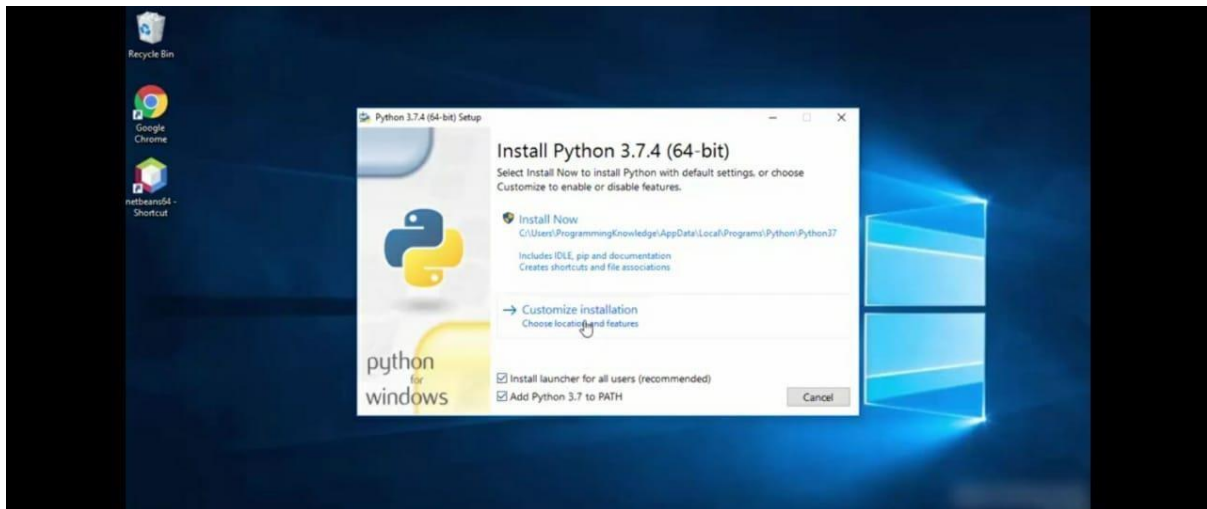 Recycle Bin
Google
Chrome
netbeans64 -
Shortcut
Python 3.7.4 (64-bit) Setup
Install Python 3.7.4 (64-bit)
Select Install Now to install Python with default settings, or choose
Customize to enable or disable features.
Install Now
C:\Users\ProgrammingKnowledge\AppData\Local\Programs\Python\Python37
Includes IDLE, pip and documentation
Creates shortcuts and file associations
Customize installation
Choose location and features
python
for
windows
Install launcher for all users (recommended)
Add Python 3.7 to PATH
Cancel